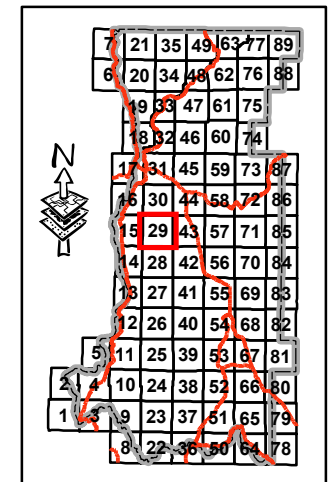 7 21 35 49 63 77 89
6 20 34 48 62 76 88
19 33 47 61 75
18 32 46 60 74
N
17 31 45 59 73 87
16 30 44 58 72 86
15 29 43 57 71 85
14 28 42 56 70 84
13 27 41 55 69 83
12 26 40 54 68 82
5 11 25 39 53 67 81
2 4 10 24 38 52 66 80
1 3 9 23 37 51 65 79
8 22 36 50 64 78